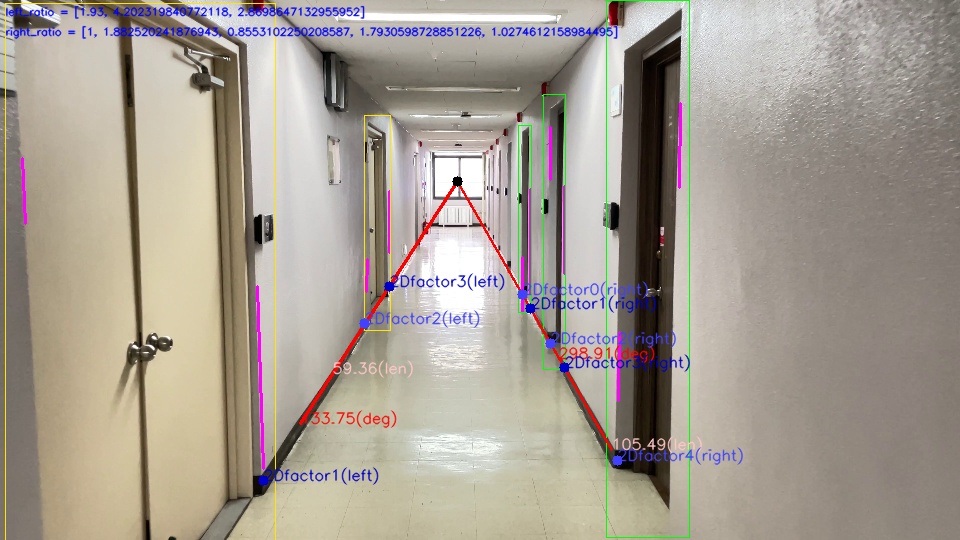 left_ratio = [1.93, 4.202319840772118, 2.8698647132955952]
right_ratio = [1, 1.882520241876943, 0.8553102250208587, 1.7930598728851226, 1.0274612158984495]
2Dfactor3(left)
2Dfactor0(right)
2Dfactor1(right)
2Dfactor2(left)
2Dfactor2(right)
298.91(deg)
2Dfactor3(right)
59.36(len)
33.75(deg)
105.49(len)
2Dfactor4(right)
2Dfactor1(left)